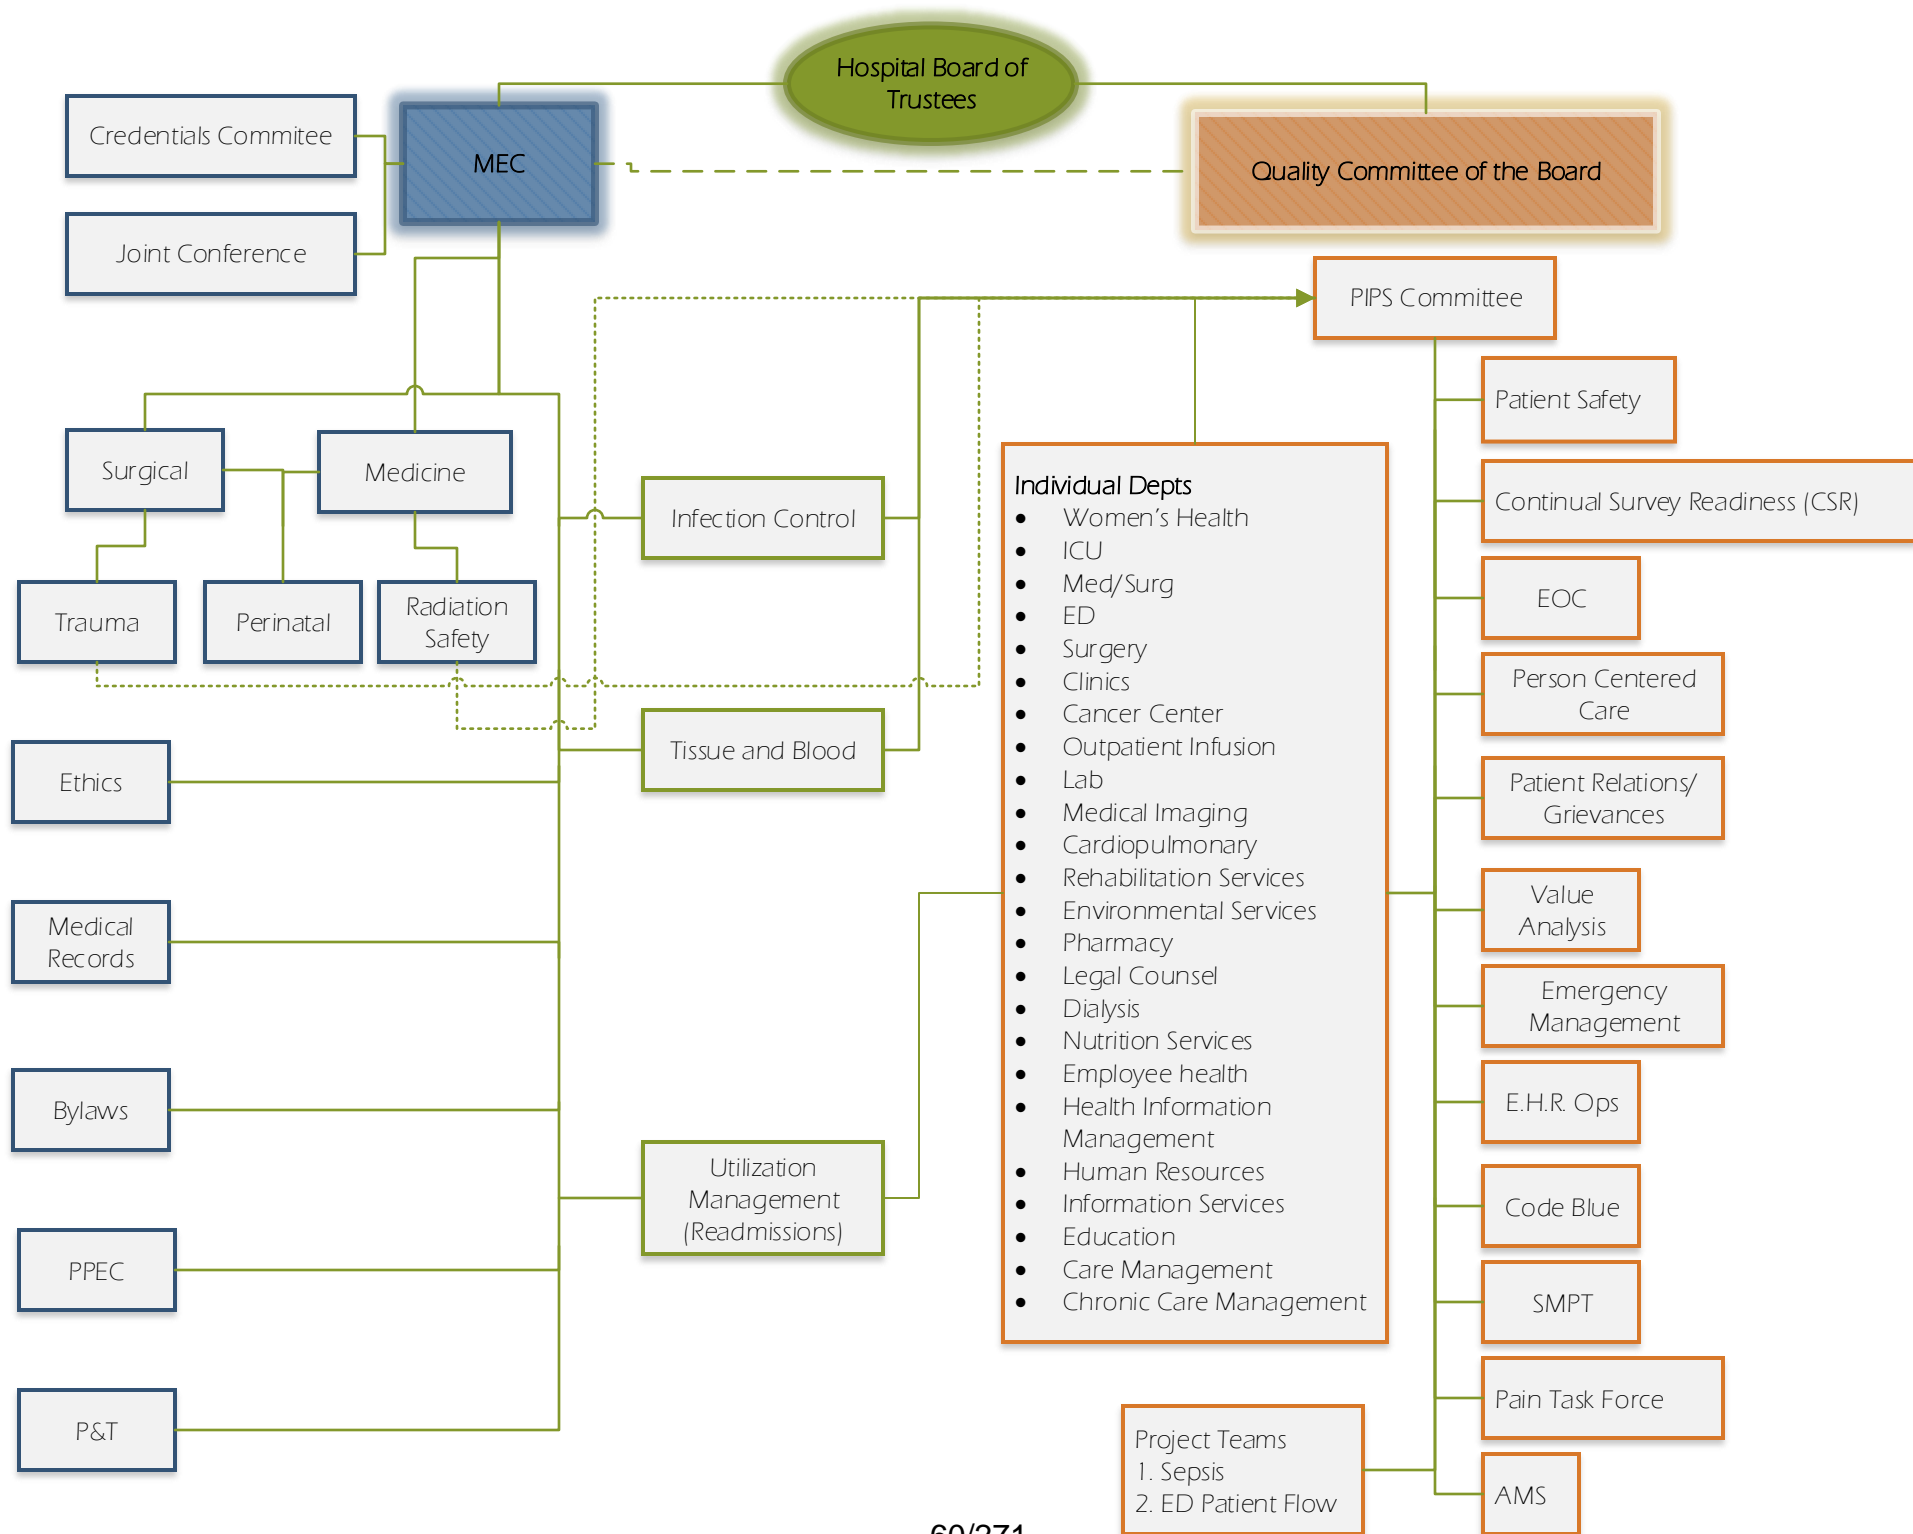 Hospital Board of
Trustees
Credentials Commitee
MEC
Quality Committee of the Board
Joint Conference
PIPS Committee
Patient Safety
Surgical
Medicine
Individual Depts
• Women's Health
• ICU
• Med/Surg
• ED
• Surgery
• Clinics
• Cancer Center
• Outpatient Infusion
• Lab
• Medical Imaging
• Cardiopulmonary
• Rehabilitation Services
• Environmental Services
• Pharmacy
• Legal Counsel
• Dialysis
• Nutrition Services
• Employee health
• Health Information
Management
• Human Resources
• Information Services
• Education
• Care Management
• Chronic Care Management
Infection Control
Continual Survey Readiness (CSR)
Trauma
Perinatal
Radiation
Safety
EOC
Person Centered
Care
Tissue and Blood
Ethics
Patient Relations/
Grievances
Medical
Records
Value
Analysis
Emergency
Management
Bylaws
E.H.R. Ops
Utilization
Management
(Readmissions)
Code Blue
PPEC
SMPT
P&T
Pain Task Force
Project Teams
1. Sepsis
2. ED Patient Flow
AMS
60/271